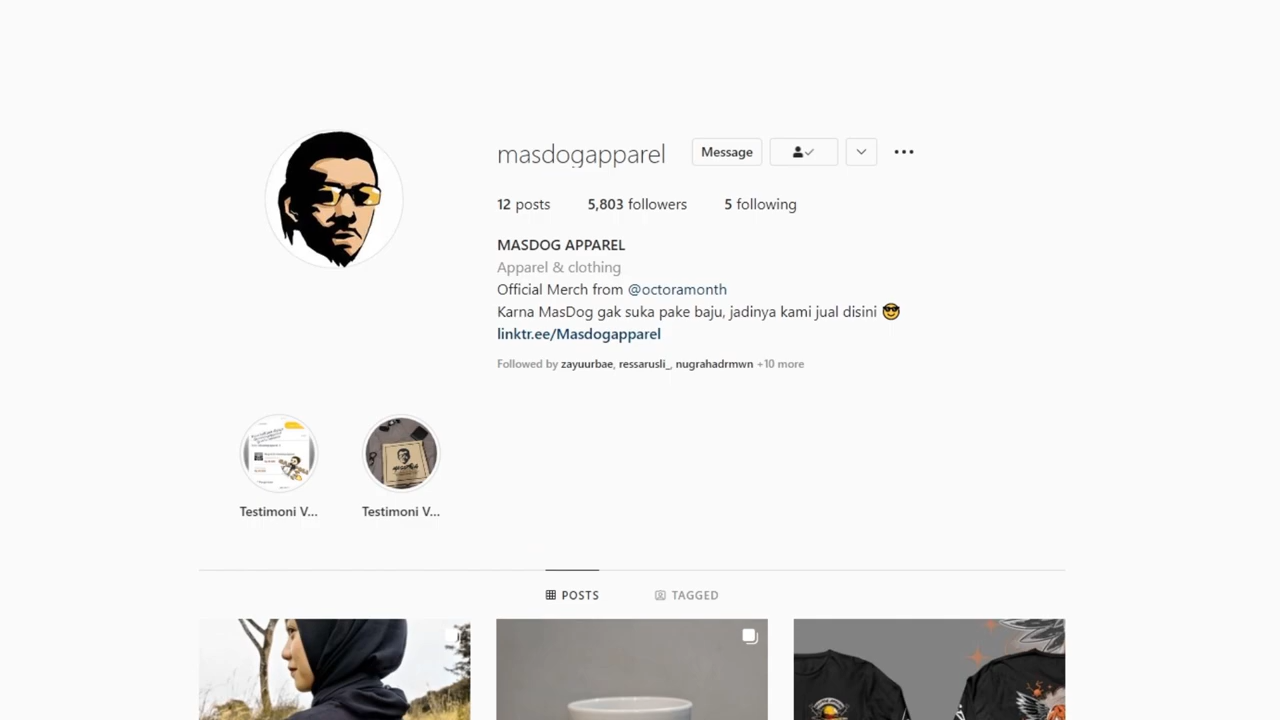 masdogapparel
Message
12 posts
5,803 followers
5 following
MASDOG APPAREL
Apparel & clothing
Official Merch from @octoramonth
Karna MasDog gak suka pake baju, jadinya kami jual disini 😎
linktr.ee/Masdogapparel
Followed by zayuurbae, ressarusli_, nugrahadrmwn +10 more
Testimoni V...
Testimoni V...
POSTS
TAGGED